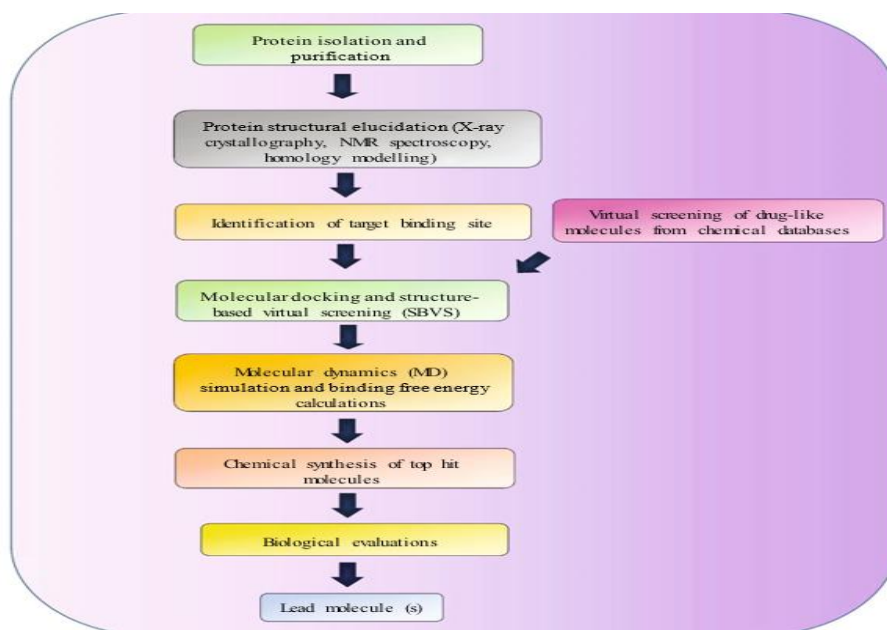 Protein isolation and
purification
Protein structural elucidation (X-ray
crystallography, NMR spectroscopy,
homology modelling)
Identification of target binding site
Virtual screening of drug-like
molecules from chemical databases
Molecular docking and structure-
based virtual screening (SBVS)
Molecular dynamics (MD)
simulation and binding free energy
calculations
Chemical synthesis of top hit
molecules
Biological evaluations
Lead molecule (s)